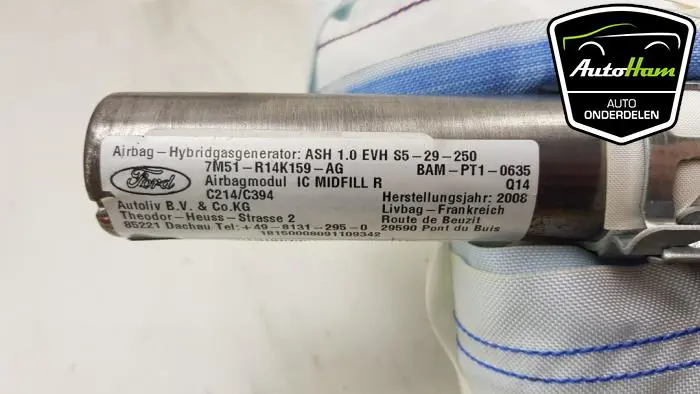 Airbag-Hybridgasgenerator: ASH 1.0 EVH S5-29-250
7M51-R14K159-AG BAM-PT1-0635
Ford Airbagmodul IC MIDFILL R Q14
C214/C394 Herstellungsjahr: 2008
Autoliv B.V. & Co.KG Livbag-Frankreich
Theodor-Heuss-Strasse 2 Route de Beuzit
85221 Dachau Tel: +49-8131-295-0 29590 Pont du Buis
18150008091109342
AutoHam
AUTO
ONDERDELEN